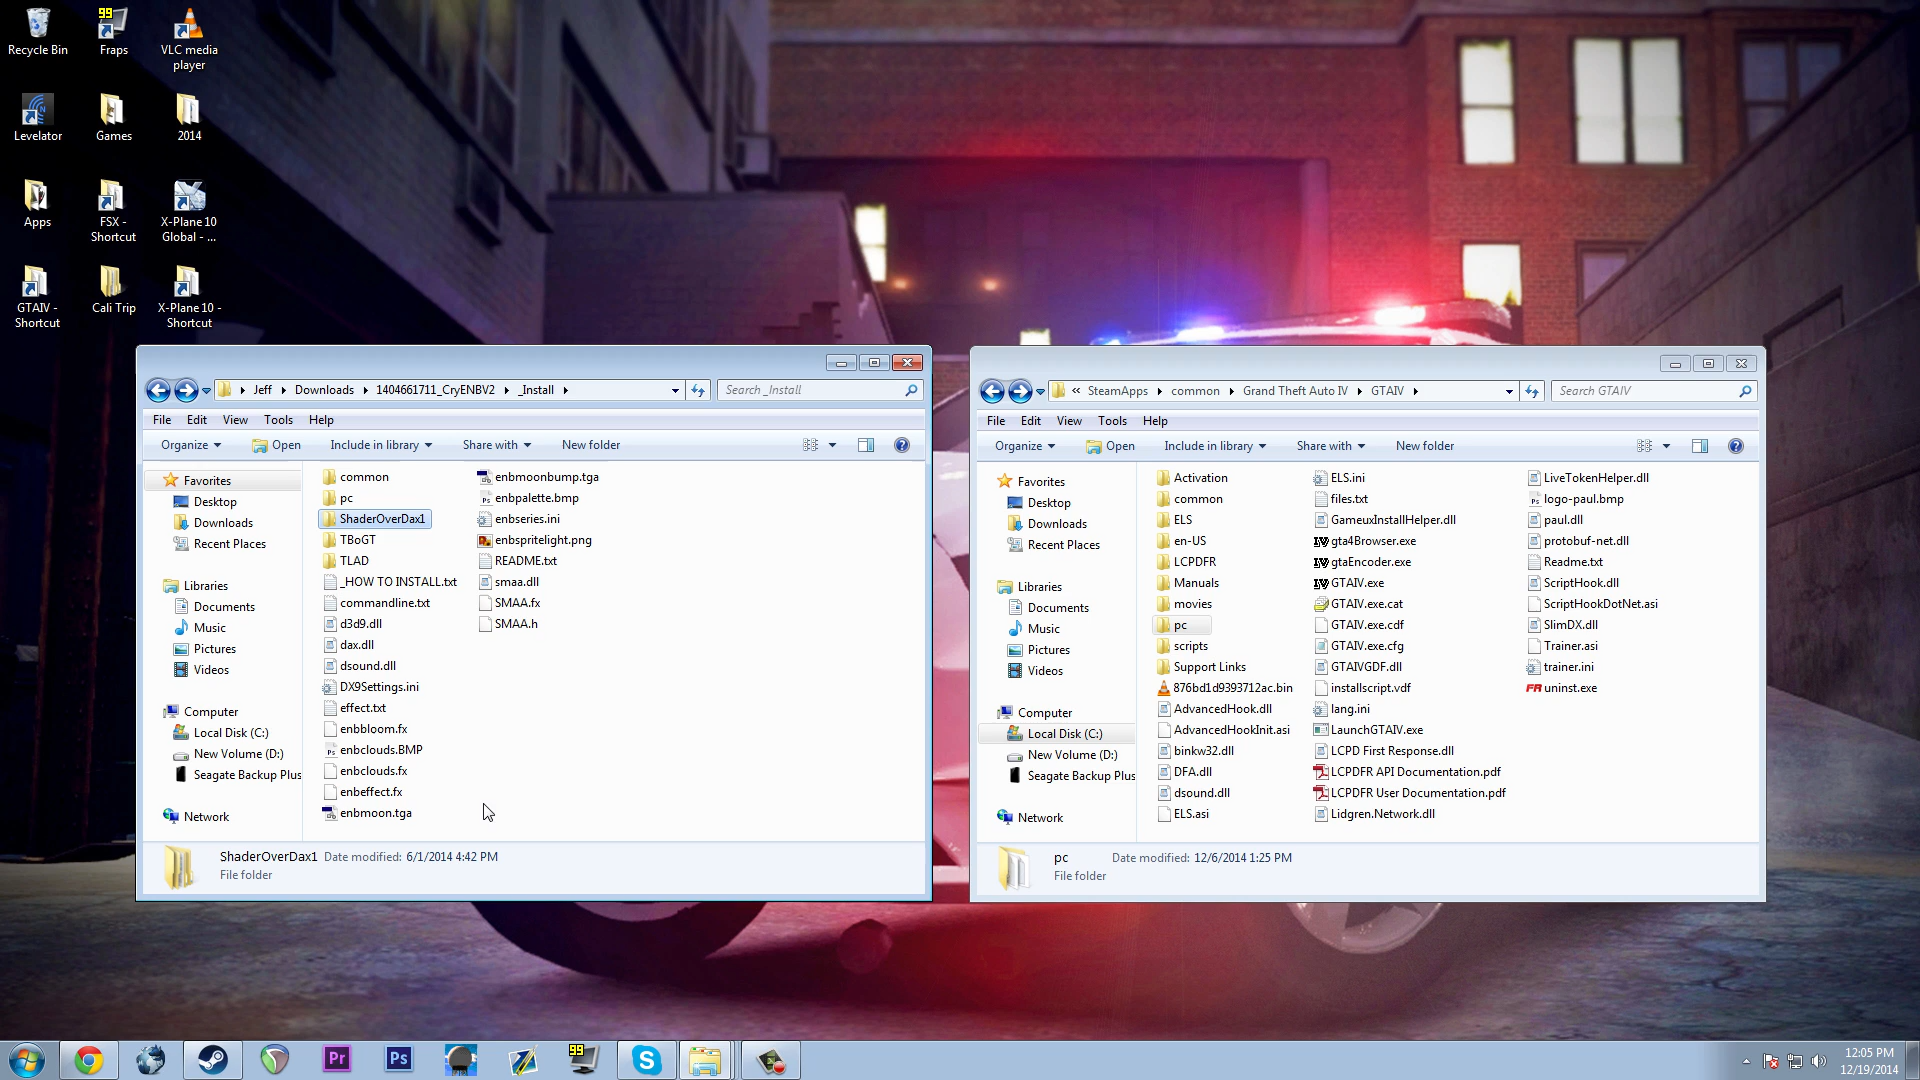 Recycle Bin
99
Fraps
VLC media
player
Levelator
Games
2014
Apps
FSX -
Shortcut
X-Plane 10
Global - ...
GTAIV -
Shortcut
Cali Trip
X-Plane 10 -
Shortcut
Jeff
Downloads
1404661711_CryENBV2
_Install
Search _Install
File
Edit
View
Tools
Help
Organize
Open
Include in library
Share with
New folder
Favorites
Desktop
Downloads
Recent Places
Libraries
Documents
Music
Pictures
Videos
Computer
Local Disk (C:)
New Volume (D:)
Seagate Backup Plus
Network
common
pc
ShaderOverDax1
TBoGT
TLAD
_HOW TO INSTALL.txt
commandline.txt
d3d9.dll
dax.dll
dsound.dll
DX9Settings.ini
effect.txt
enbbloom.fx
enbclouds.BMP
enbclouds.fx
enbeffect.fx
enbmoon.tga
enbmoonbump.tga
enbpalette.bmp
enbseries.ini
enbspritelight.png
README.txt
smaa.dll
SMAA.fx
SMAA.h
ShaderOverDax1 Date modified: 6/1/2014 4:42 PM
File folder
« SteamApps
common
Grand Theft Auto IV
GTAIV
Search GTAIV
File
Edit
View
Tools
Help
Organize
Open
Include in library
Share with
New folder
Favorites
Desktop
Downloads
Recent Places
Libraries
Documents
Music
Pictures
Videos
Computer
Local Disk (C:)
New Volume (D:)
Seagate Backup Plus
Network
Activation
common
ELS
en-US
LCPDFR
Manuals
movies
pc
scripts
Support Links
876bd1d9393712ac.bin
AdvancedHook.dll
AdvancedHookInit.asi
binkw32.dll
DFA.dll
dsound.dll
ELS.asi
ELS.ini
files.txt
GameuxInstallHelper.dll
gta4Browser.exe
gtaEncoder.exe
GTAIV.exe
GTAIV.exe.cat
GTAIV.exe.cdf
GTAIV.exe.cfg
GTAIVGDF.dll
installscript.vdf
lang.ini
LaunchGTAIV.exe
LCPD First Response.dll
LCPDFR API Documentation.pdf
LCPDFR User Documentation.pdf
Lidgren.Network.dll
LiveTokenHelper.dll
logo-paul.bmp
paul.dll
protobuf-net.dll
Readme.txt
ScriptHook.dll
ScriptHookDotNet.asi
SlimDX.dll
Trainer.asi
trainer.ini
uninst.exe
pc Date modified: 12/6/2014 1:25 PM
File folder
Pr
Ps
99
12:05 PM
12/19/2014